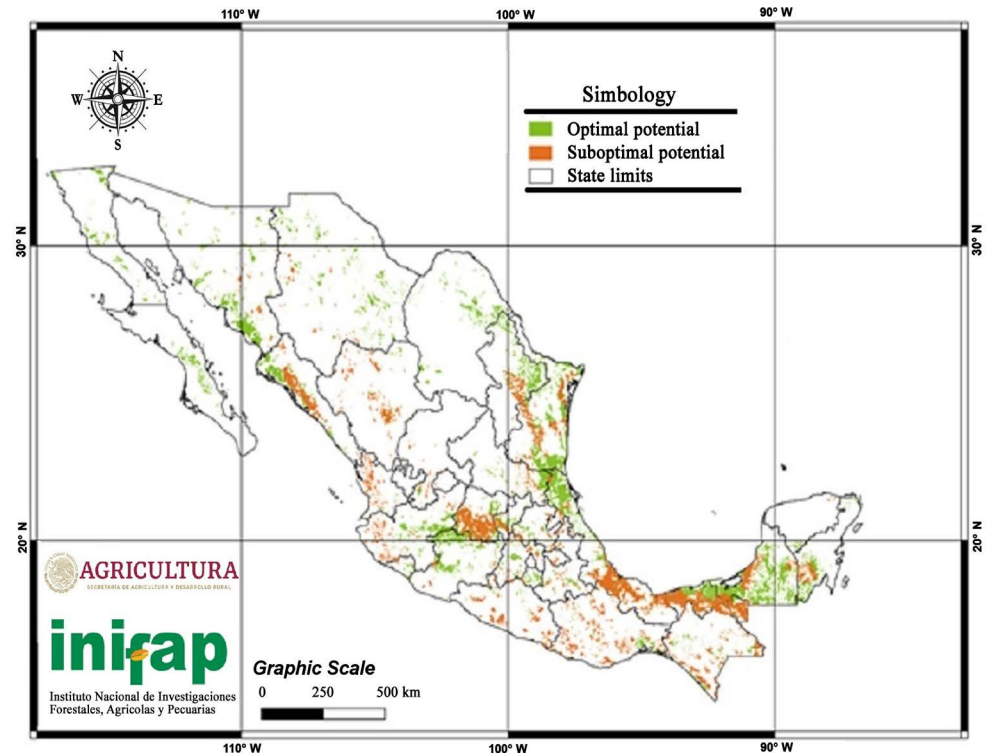 110° W 100° W 90° W
N
W E
S
Simbology
Optimal potential
Suboptimal potential
State limits
30° N 30° N
20° N 20° N
AGRICULTURA
SECRETARÍA DE AGRICULTURA Y DESARROLLO RURAL
inifap
Instituto Nacional de Investigaciones
Forestales, Agricolas y Pecuarias
Graphic Scale
0 250 500 km
110° W 100° W 90° W